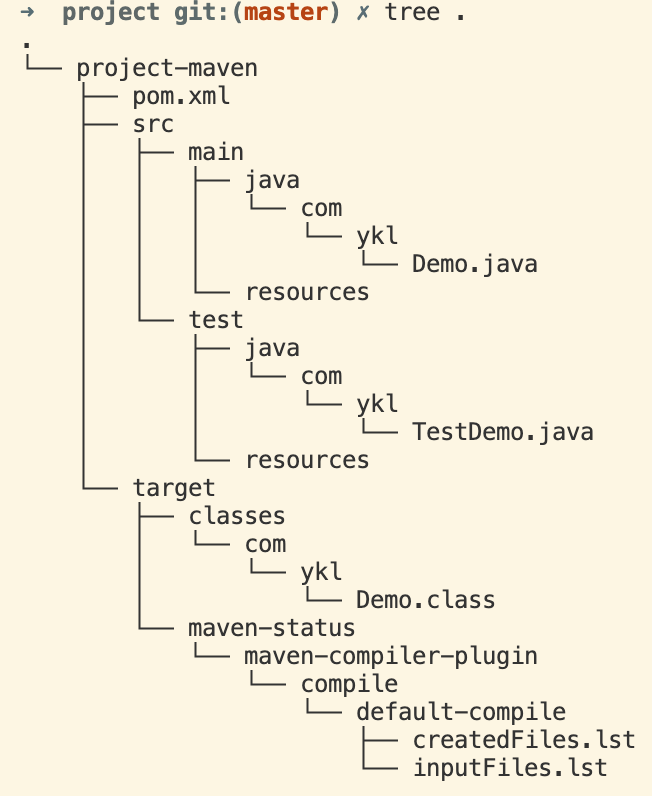 ➜  project git:(master) ✗ tree .
.
└── project-maven
    ├── pom.xml
    ├── src
    │   ├── main
    │   │   ├── java
    │   │   │   └── com
    │   │   │       └── ykl
    │   │   │           └── Demo.java
    │   │   └── resources
    │   └── test
    │       ├── java
    │       │   └── com
    │       │       └── ykl
    │       │           └── TestDemo.java
    │       └── resources
    └── target
        ├── classes
        │   └── com
        │       └── ykl
        │           └── Demo.class
        └── maven-status
            └── maven-compiler-plugin
                └── compile
                    └── default-compile
                        ├── createdFiles.lst
                        └── inputFiles.lst